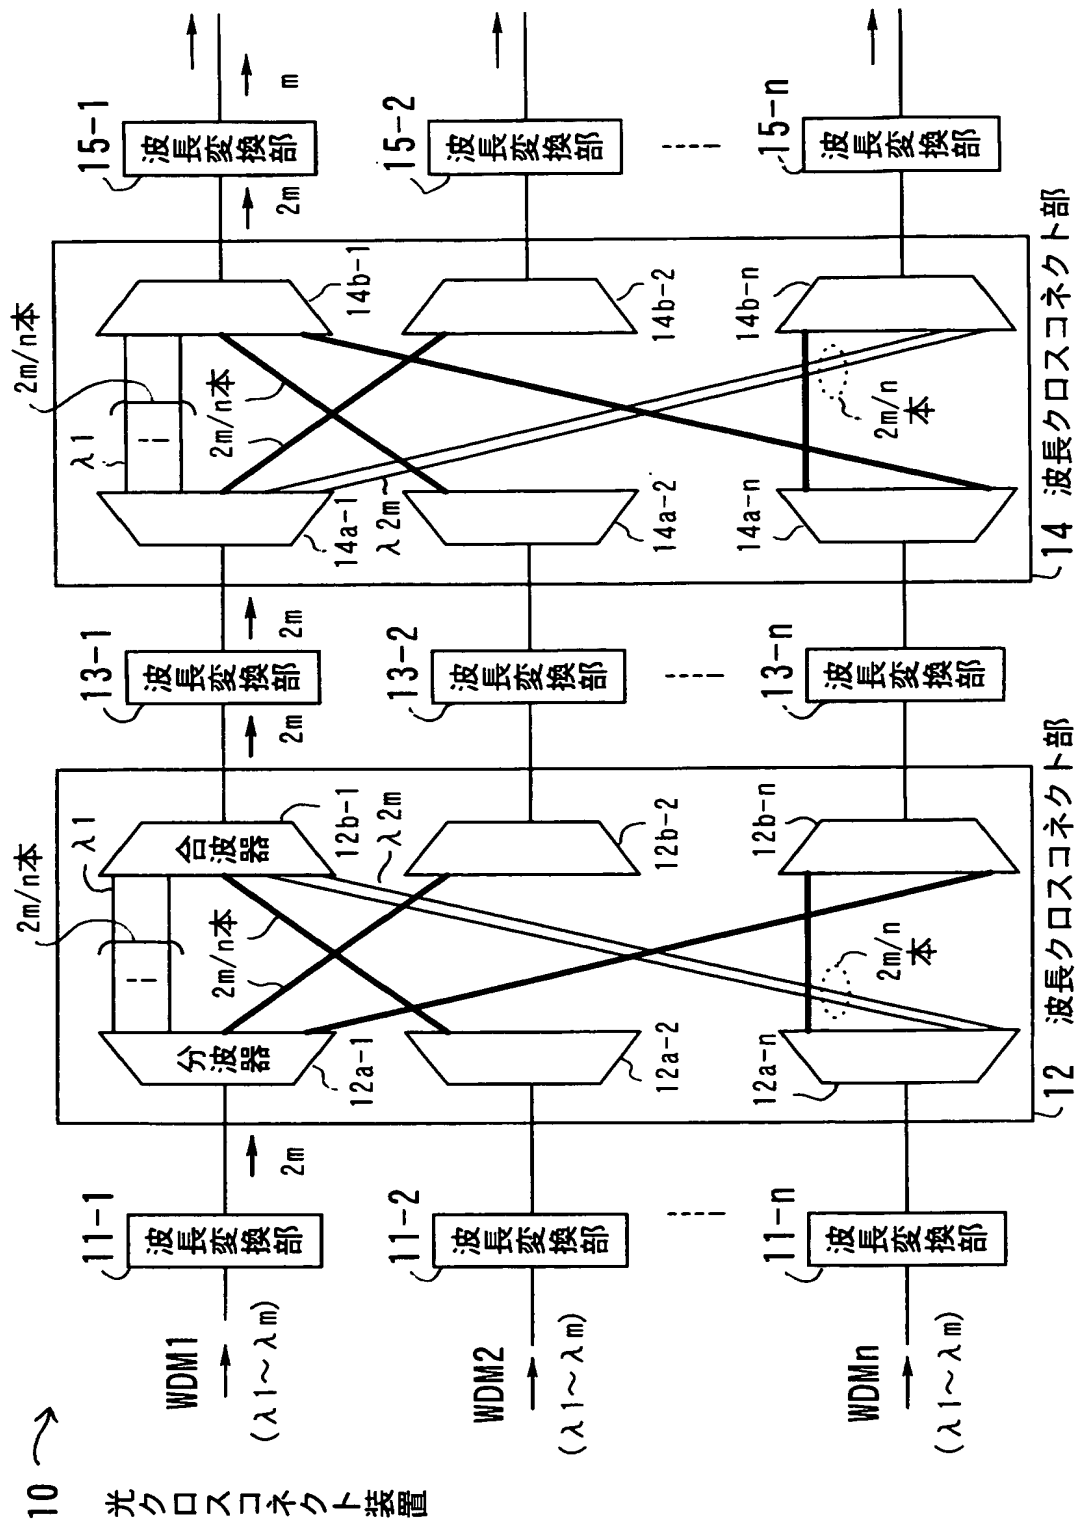 10
光クロスコネクト装置
WDM1
(λ1~λm)
WDM2
(λ1~λm)
WDMn
(λ1~λm)
11-1
波長変換部
11-2
波長変換部
11-n
波長変換部
2m
12 波長クロスコネクト部
分波器
12a-1
12a-2
12a-n
2m/n本
λ1
2m/n本
2m/n本
2m/n本
λ2m
合波器
12b-1
12b-2
12b-n
2m
13-1
波長変換部
13-2
波長変換部
13-n
波長変換部
2m
14 波長クロスコネクト部
14a-1
14a-2
14a-n
λ2m
λ1
2m/n本
2m/n本
2m/n本
2m/n本
14b-1
14b-2
14b-n
2m
15-1
波長変換部
15-2
波長変換部
15-n
波長変換部
m